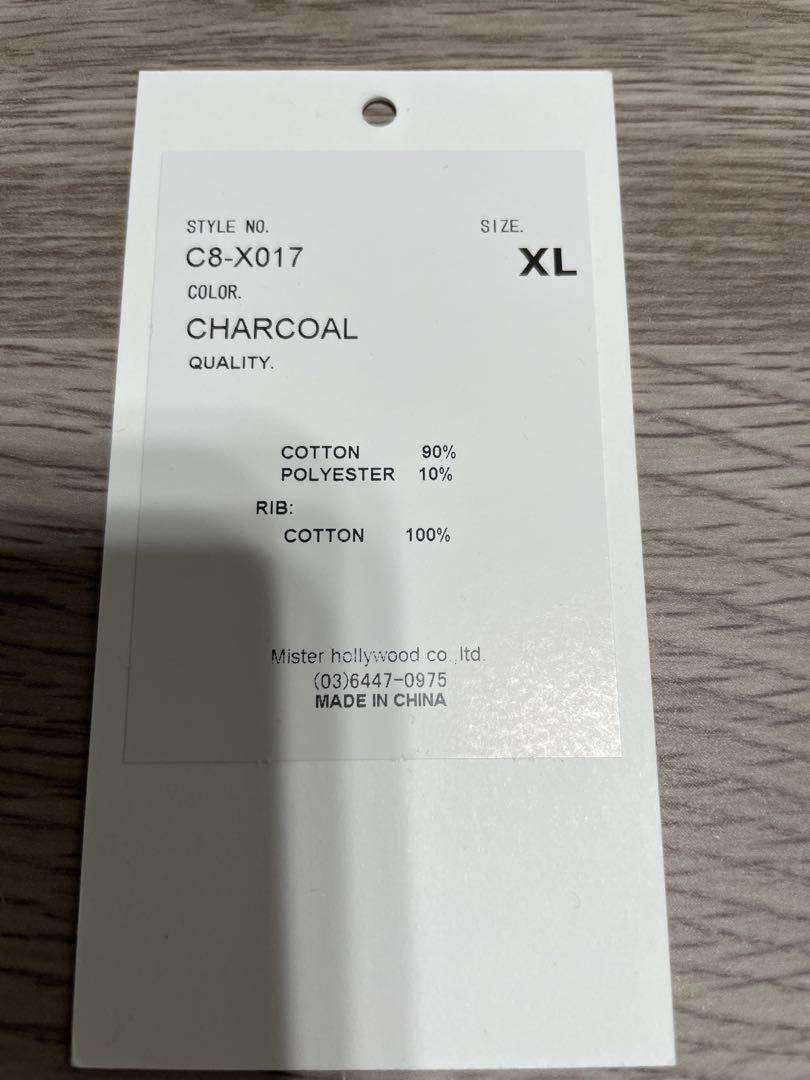 STYLE NO. SIZE.
C8-X017 XL
COLOR.
CHARCOAL
QUALITY.
COTTON 90%
POLYESTER 10%
RIB:
COTTON 100%
Mister hollywood co.,ltd.
(03)6447-0975
MADE IN CHINA